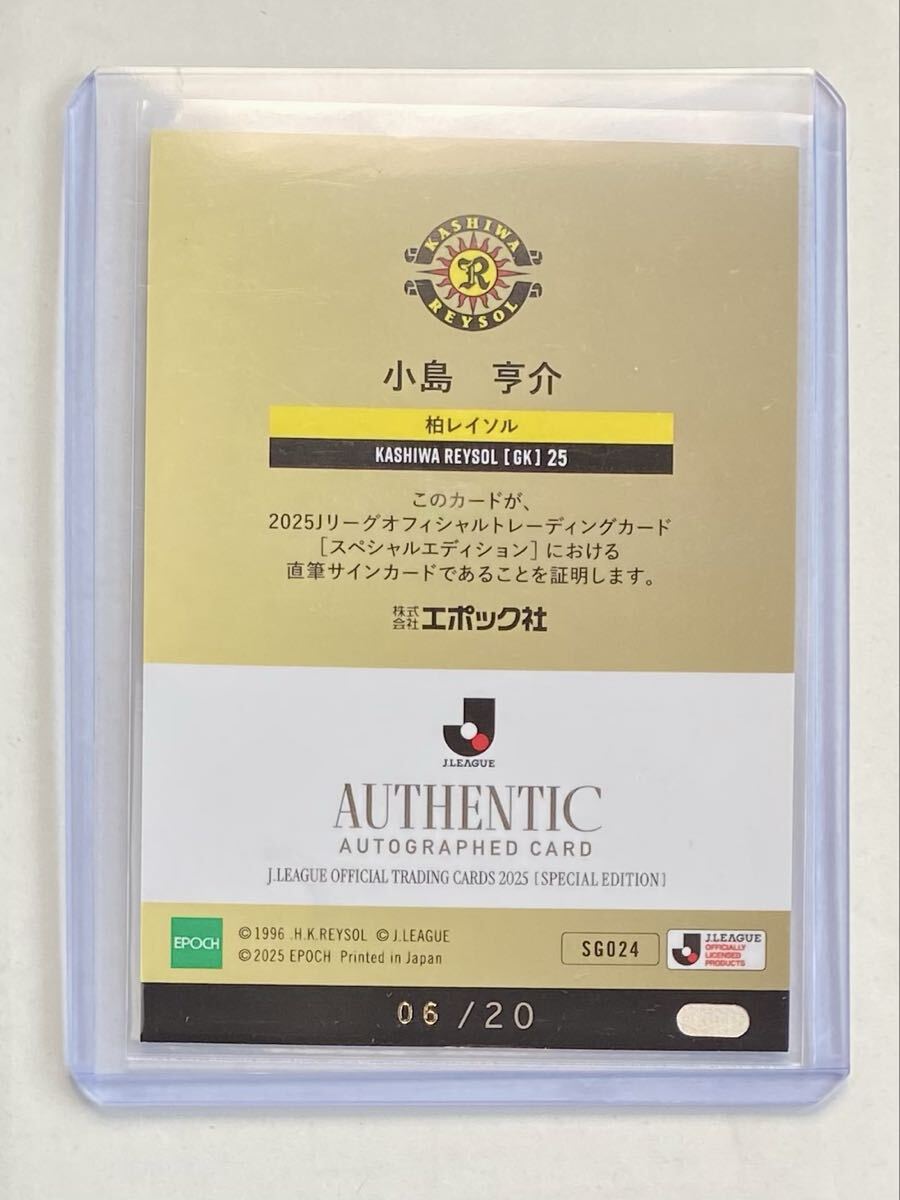 KASHIWA
R
REYSOL
小島　亨介
柏レイソル
KASHIWA REYSOL [GK] 25
このカードが、
2025Jリーグオフィシャルトレーディングカード
［スペシャルエディション］における
直筆サインカードであることを証明します。
株式会社エポック社
J.LEAGUE
AUTHENTIC
AUTOGRAPHED CARD
J.LEAGUE OFFICIAL TRADING CARDS 2025 [SPECIAL EDITION]
EPOCH
©1996 .H.K.REYSOL ©J.LEAGUE
©2025 EPOCH Printed in Japan
SG024
J.LEAGUE
OFFICIALLY
LICENSED
PRODUCTS
06 /20